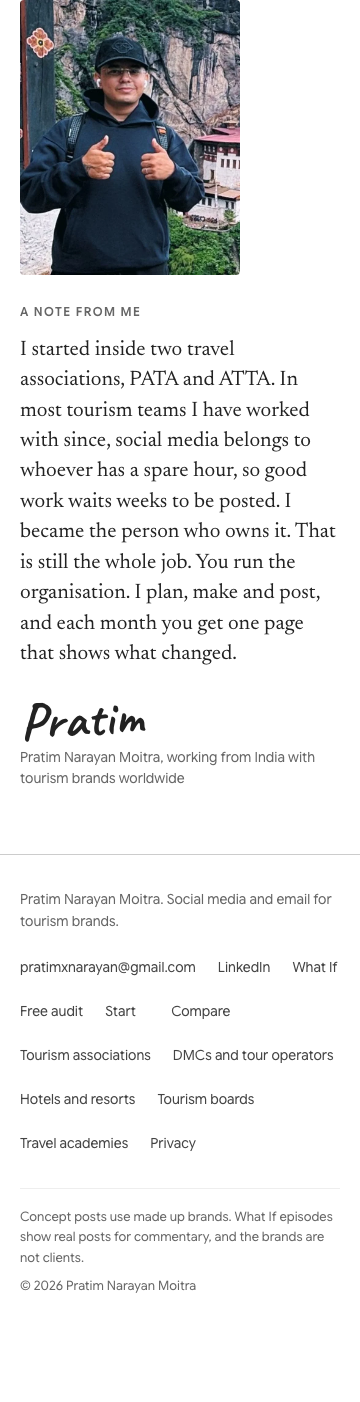 A NOTE FROM ME
I started inside two travel
associations, PATA and ATTA. In
most tourism teams I have worked
with since, social media belongs to
whoever has a spare hour, so good
work waits weeks to be posted. I
became the person who owns it. That
is still the whole job. You run the
organisation. I plan, make and post,
and each month you get one page
that shows what changed.
Pratim
Pratim Narayan Moitra, working from India with
tourism brands worldwide
Pratim Narayan Moitra. Social media and email for
tourism brands.
pratimxnarayan@gmail.com LinkedIn What If
Free audit Start Compare
Tourism associations DMCs and tour operators
Hotels and resorts Tourism boards
Travel academies Privacy
Concept posts use made up brands. What If episodes
show real posts for commentary, and the brands are
not clients.
© 2026 Pratim Narayan Moitra